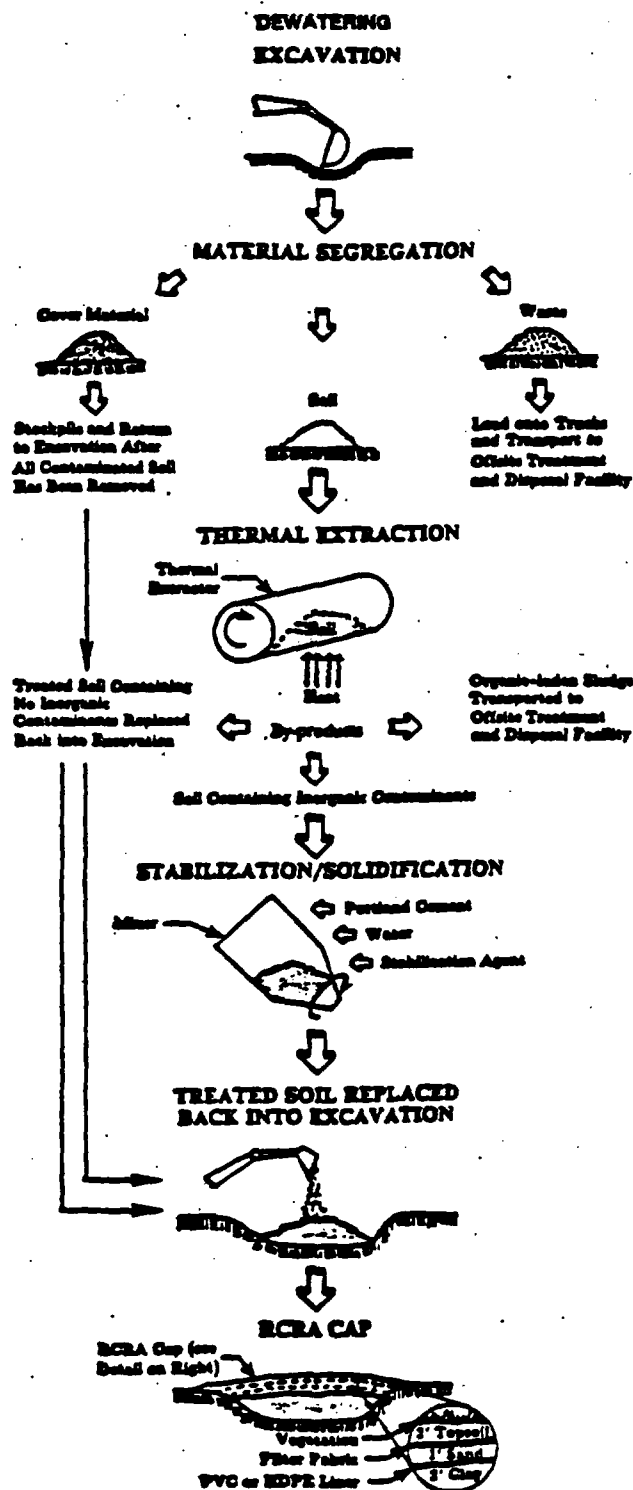 DEWATERING
EXCAVATION
MATERIAL SEGREGATION
Cover Material
Waste
Soil
Stockpile and Return
to Excavation After
All Contaminated Soil
Has Been Removed
Load onto Trucks
and Transport to
Offsite Treatment
and Disposal Facility
THERMAL EXTRACTION
Thermal
Extractor
Soil
Heat
Treated Soil Containing
No Inorganic
Contaminants Replaced
Back into Excavation
By-products
Organic-laden Sludge
Transported to
Offsite Treatment
and Disposal Facility
Soil Containing Inorganic Contaminants
STABILIZATION/SOLIDIFICATION
Mixer
Portland Cement
Water
Stabilization Agent
TREATED SOIL REPLACED
BACK INTO EXCAVATION
RCRA CAP
RCRA Cap (see
Detail on Right)
Vegetation
2' Topsoil
Filter Fabric
1' Sand
PVC or HDPE Liner
2' Clay